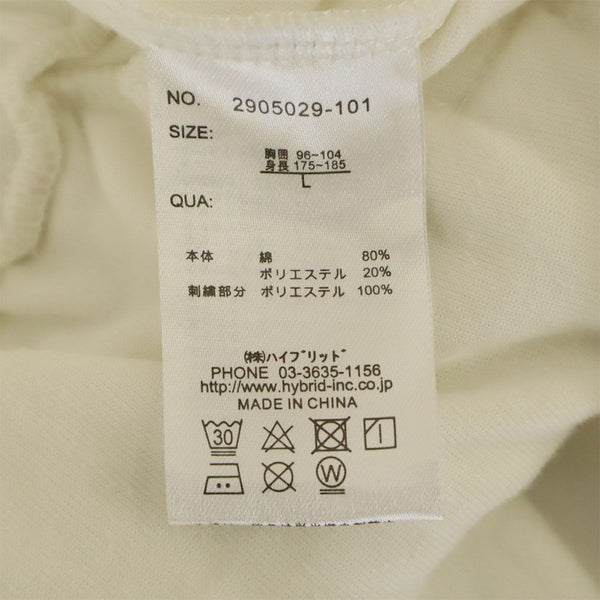 NO. 2905029-101
SIZE:
胸囲 96~104
身長 175~185
L
QUA:
本体 綿 80%
ポリエステル 20%
刺繍部分 ポリエステル 100%
(株)ハイブリッド
PHONE 03-3635-1156
http://www.hybrid-inc.co.jp
MADE IN CHINA
30
W